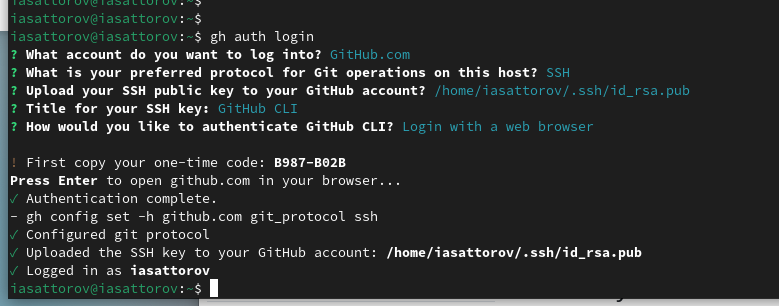 iasattorov@iasattorov:~$
iasattorov@iasattorov:~$
iasattorov@iasattorov:~$ gh auth login
? What account do you want to log into? GitHub.com
? What is your preferred protocol for Git operations on this host? SSH
? Upload your SSH public key to your GitHub account? /home/iasattorov/.ssh/id_rsa.pub
? Title for your SSH key: GitHub CLI
? How would you like to authenticate GitHub CLI? Login with a web browser
! First copy your one-time code: B987-B02B
Press Enter to open github.com in your browser...
✓ Authentication complete.
- gh config set -h github.com git_protocol ssh
✓ Configured git protocol
✓ Uploaded the SSH key to your GitHub account: /home/iasattorov/.ssh/id_rsa.pub
✓ Logged in as iasattorov
iasattorov@iasattorov:~$